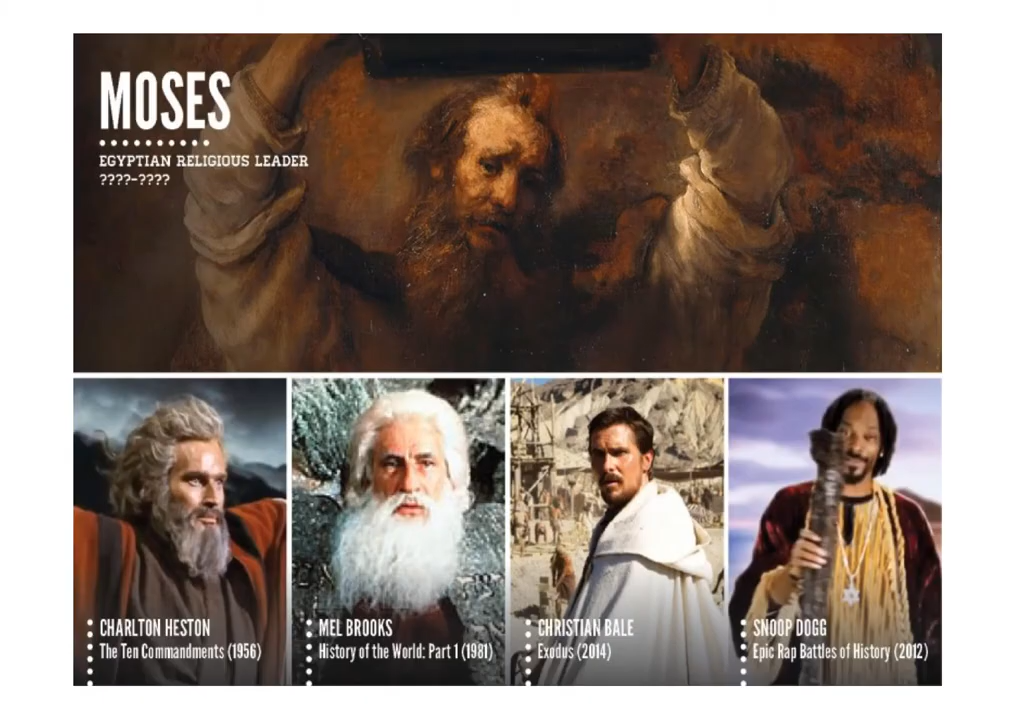 MOSES
EGYPTIAN RELIGIOUS LEADER
????-????
CHARLTON HESTON
The Ten Commandments (1956)
MEL BROOKS
History of the World: Part 1 (1981)
CHRISTIAN BALE
Exodus (2014)
SNOOP DOGG
Epic Rap Battles of History (2012)